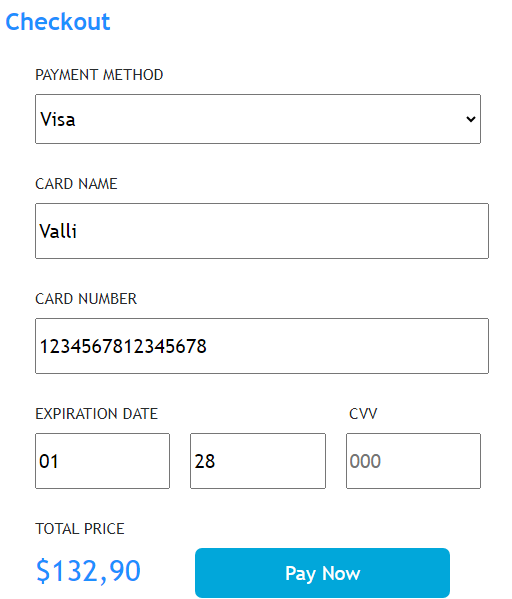 Checkout
PAYMENT METHOD
Visa
CARD NAME
Valli
CARD NUMBER
1234567812345678
EXPIRATION DATE CVV
01 28 000
TOTAL PRICE
$132,90 Pay Now